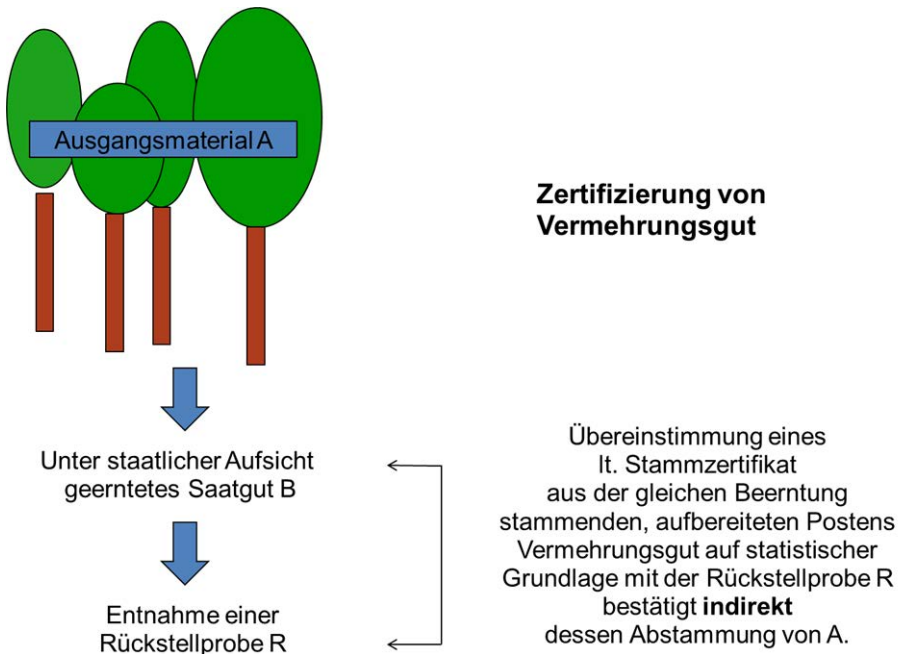 Ausgangsmaterial A
Zertifizierung von
Vermehrungsgut
Unter staatlicher Aufsicht
geerntetes Saatgut B
Entnahme einer
Rückstellprobe R
Übereinstimmung eines
lt. Stammzertifikat
aus der gleichen Beerntung
stammenden, aufbereiteten Postens
Vermehrungsgut auf statistischer
Grundlage mit der Rückstellprobe R
bestätigt indirekt
dessen Abstammung von A.